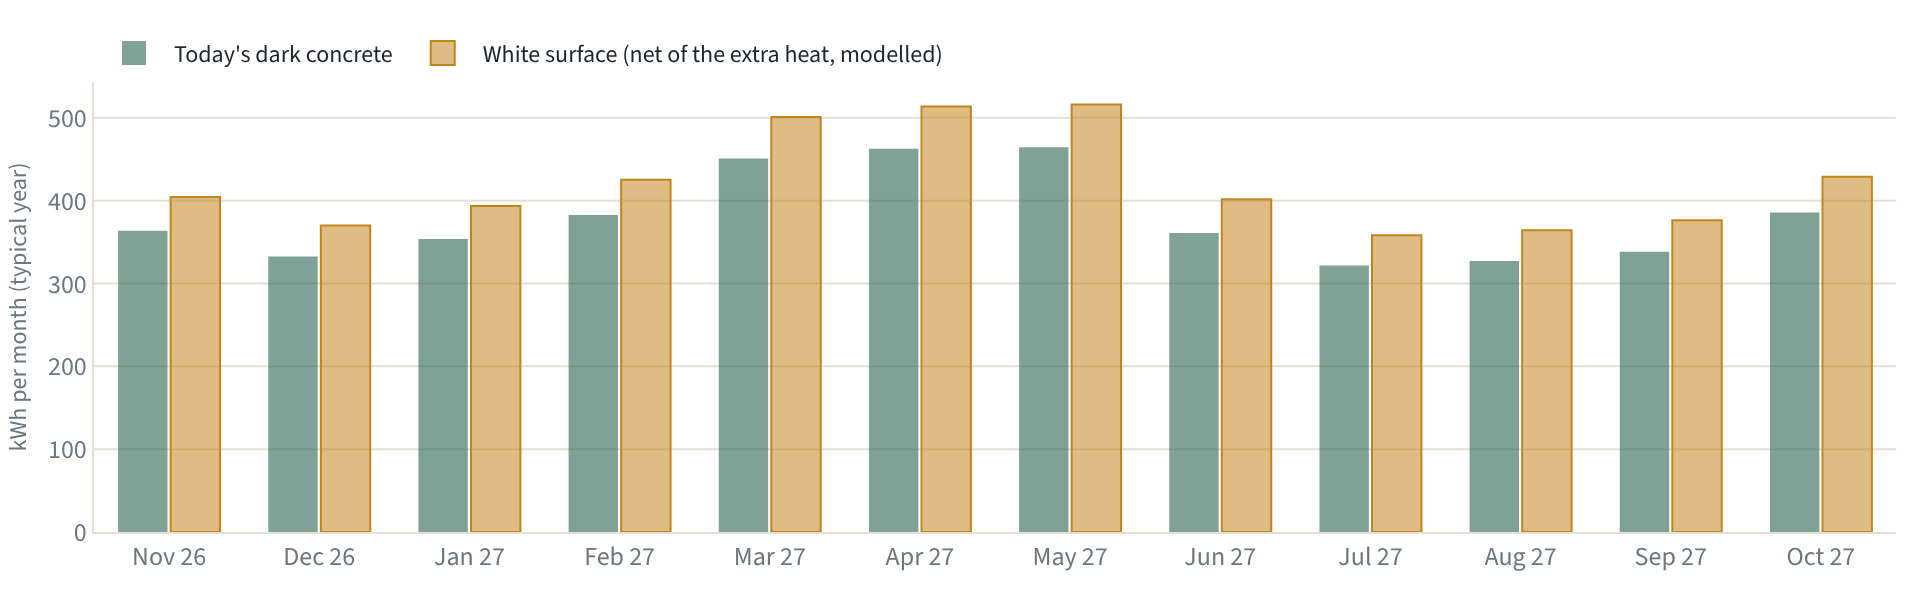 Today's dark concrete
White surface (net of the extra heat, modelled)
kWh per month (typical year)
500
400
300
200
100
0
Nov 26
Dec 26
Jan 27
Feb 27
Mar 27
Apr 27
May 27
Jun 27
Jul 27
Aug 27
Sep 27
Oct 27